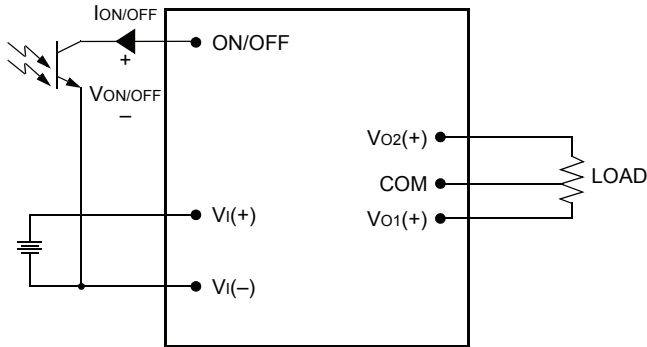 ION/OFF
+
VON/OFF
–
ON/OFF
VO2(+)
COM
LOAD
VO1(+)
VI(+)
VI(–)